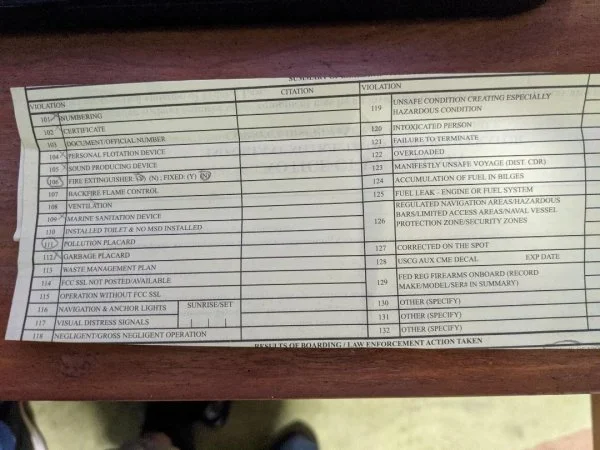 SUMMARY OF
VIOLATION
CITATION
101 NUMBERING
102 CERTIFICATE
103 DOCUMENT/OFFICIAL NUMBER
104 PERSONAL FLOTATION DEVICE
105 SOUND PRODUCING DEVICE
106 FIRE EXTINGUISHER (Y) (N) ; FIXED: (Y) (N)
107 BACKFIRE FLAME CONTROL
108 VENTILATION
109 MARINE SANITATION DEVICE
110 INSTALLED TOILET & NO MSD INSTALLED
111 POLLUTION PLACARD
112 GARBAGE PLACARD
113 WASTE MANAGEMENT PLAN
114 FCC SSL NOT POSTED/AVAILABLE
115 OPERATION WITHOUT FCC SSL
116 NAVIGATION & ANCHOR LIGHTS
SUNRISE/SET
117 VISUAL DISTRESS SIGNALS
118 NEGLIGENT/GROSS NEGLIGENT OPERATION
VIOLATION
119 UNSAFE CONDITION CREATING ESPECIALLY
HAZARDOUS CONDITION
120 INTOXICATED PERSON
121 FAILURE TO TERMINATE
122 OVERLOADED
123 MANIFESTLY UNSAFE VOYAGE (DIST. CDR)
124 ACCUMULATION OF FUEL IN BILGES
125 FUEL LEAK - ENGINE OR FUEL SYSTEM
126 REGULATED NAVIGATION AREAS/HAZARDOUS
BARS/LIMITED ACCESS AREAS/NAVAL VESSEL
PROTECTION ZONE/SECURITY ZONES
127 CORRECTED ON THE SPOT
128 USCG AUX CME DECAL EXP DATE
129 FED REG FIREARMS ONBOARD (RECORD
MAKE/MODEL/SER# IN SUMMARY)
130 OTHER (SPECIFY)
131 OTHER (SPECIFY)
132 OTHER (SPECIFY)
RESULTS OF BOARDING / LAW ENFORCEMENT ACTION TAKEN